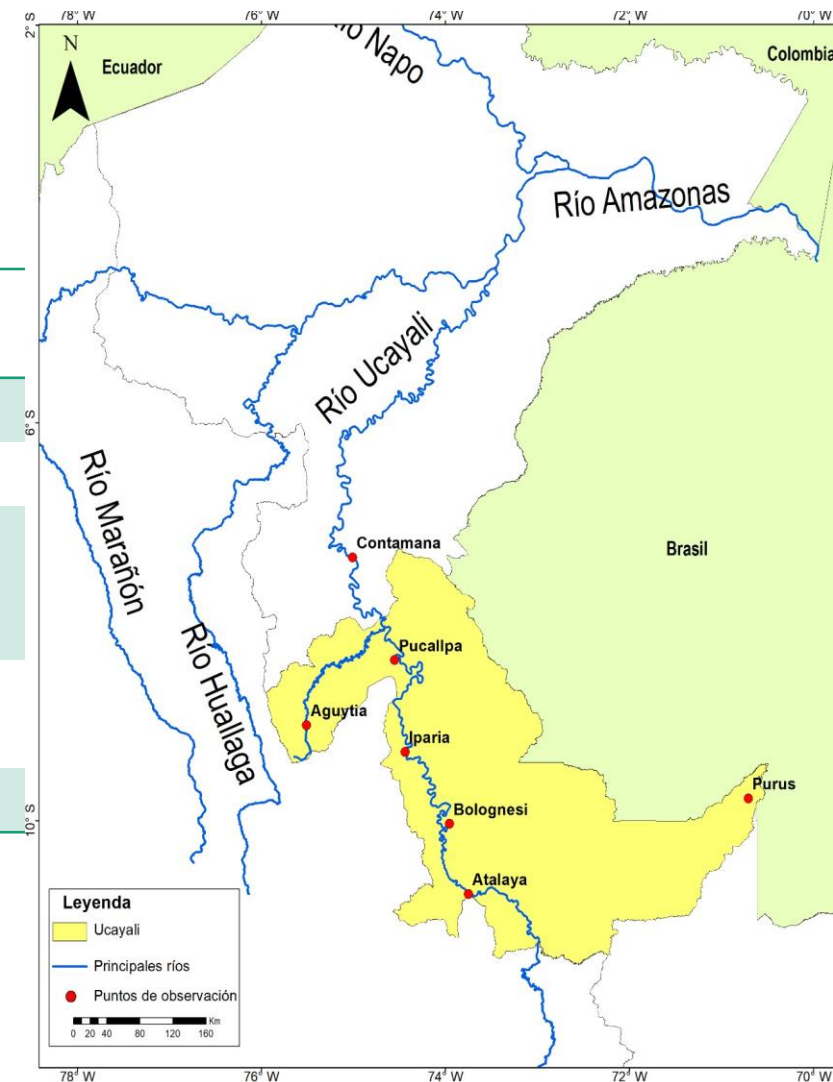 78° W 76° W 74° W 72° W 70° W
2° S
N
Ecuador
Río Napo
Colombia
Río Amazonas
Río Ucayali
6° S
Río Marañón
Contamana
Brasil
Pucallpa
Río Huallaga
Aguytia
Iparia
Purus
Bolognesi
10° S
Atalaya
Leyenda
Ucayali
Principales ríos
Puntos de observación
0 20 40 80 120 160 Km
78° W 76° W 74° W 72° W 70° W